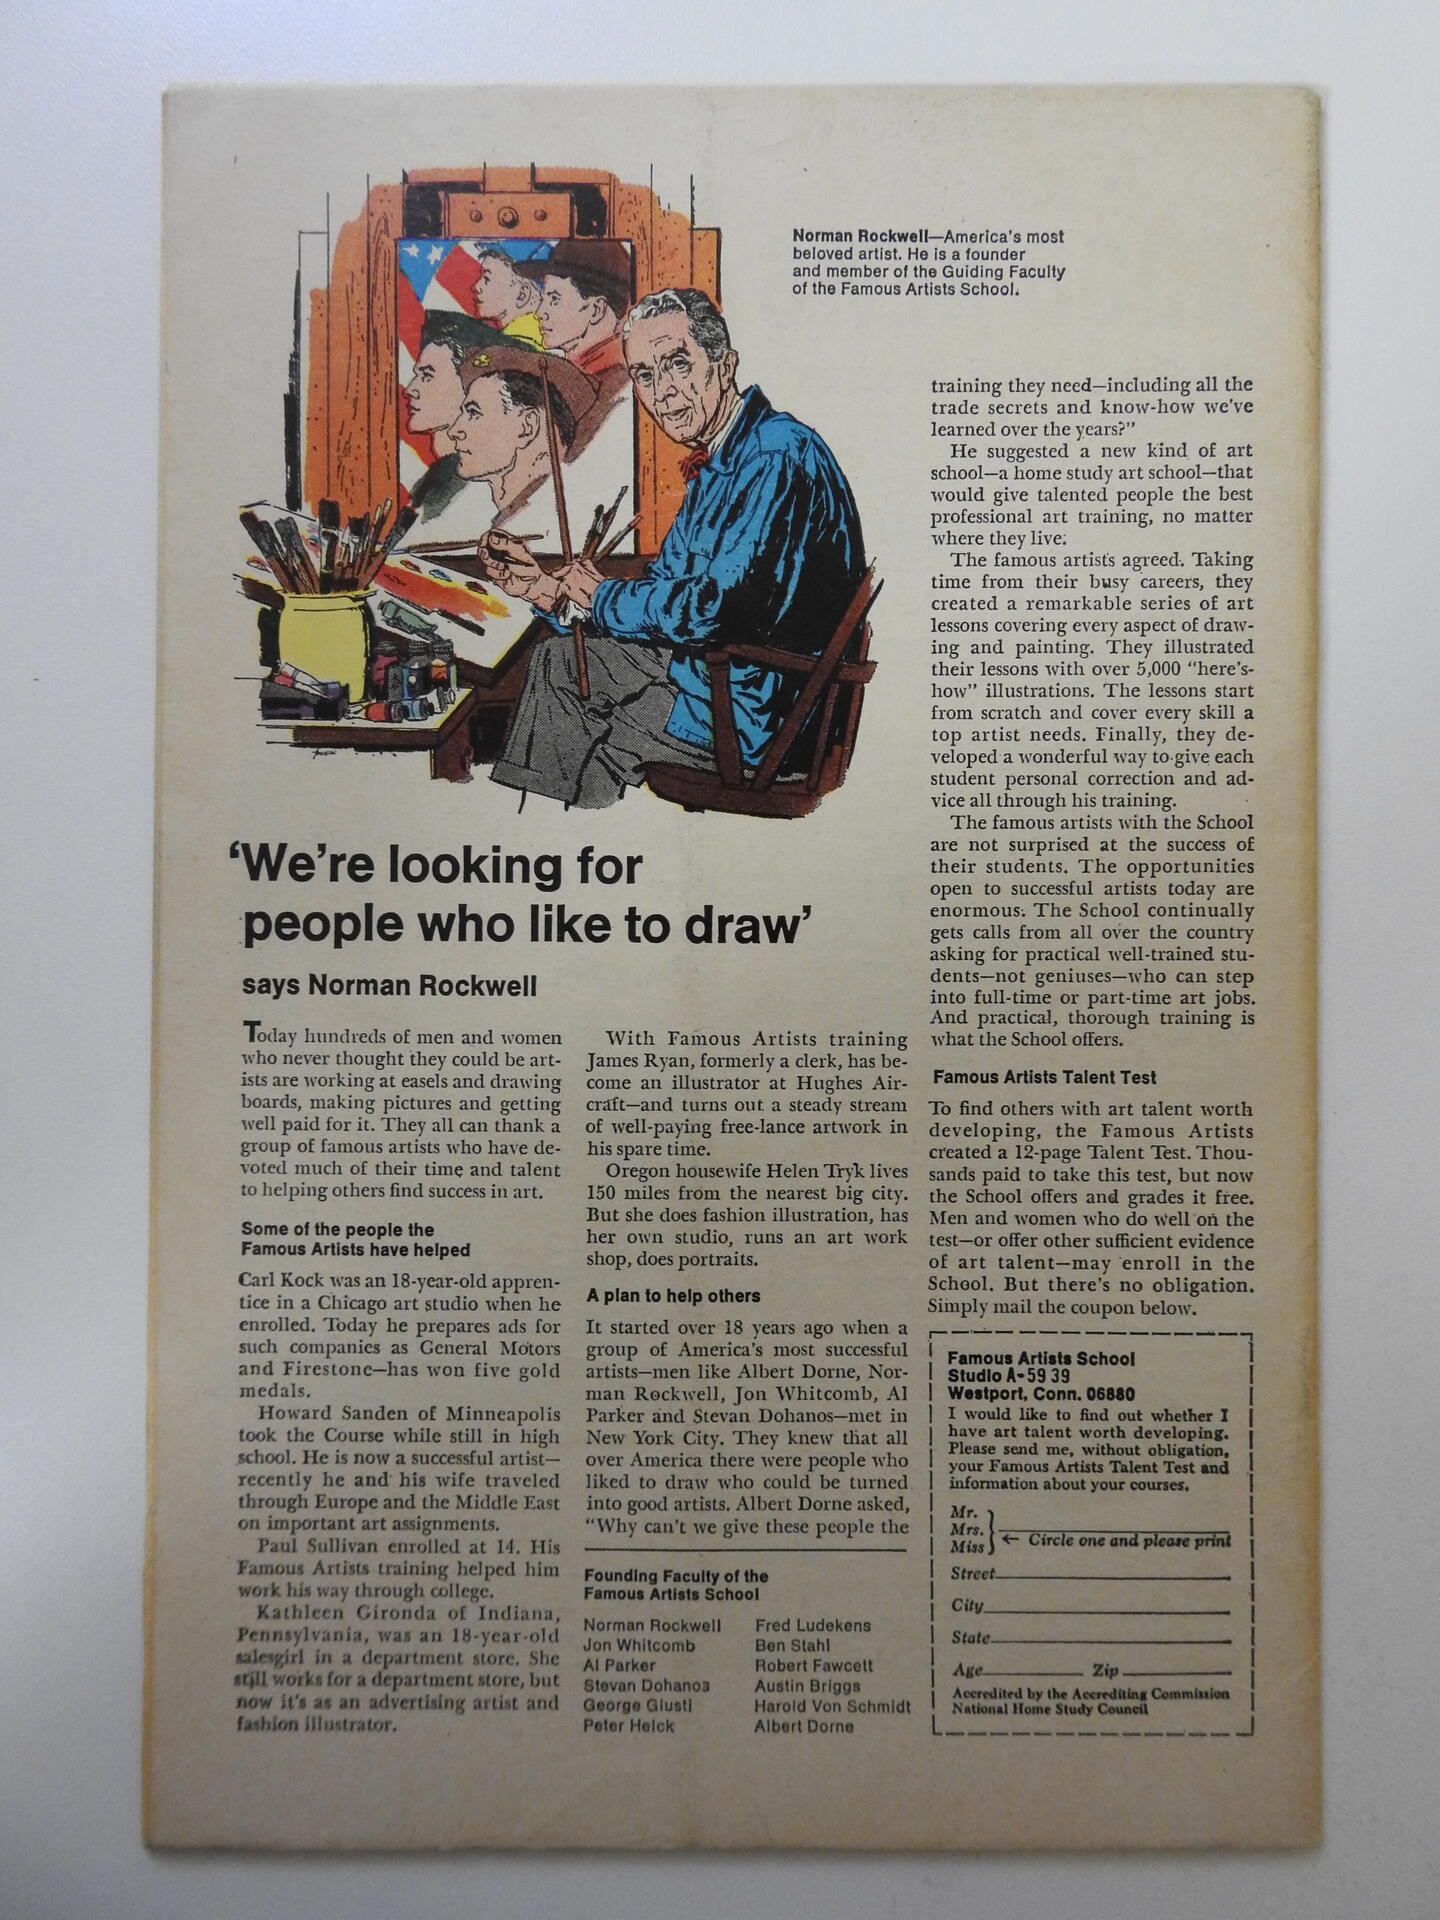 Norman Rockwell—America's most
beloved artist. He is a founder
and member of the Guiding Faculty
of the Famous Artists School.
'We're looking for
people who like to draw'
says Norman Rockwell
Today hundreds of men and women
who never thought they could be art-
ists are working at easels and drawing
boards, making pictures and getting
well paid for it. They all can thank a
group of famous artists who have de-
voted much of their time and talent
to helping others find success in art.
Some of the people the
Famous Artists have helped
Carl Kock was an 18-year-old appren-
tice in a Chicago art studio when he
enrolled. Today he prepares ads for
such companies as General Motors
and Firestone—has won five gold
medals.
Howard Sanden of Minneapolis
took the Course while still in high
school. He is now a successful artist—
recently he and his wife traveled
through Europe and the Middle East
on important art assignments.
Paul Sullivan enrolled at 14. His
Famous Artists training helped him
work his way through college.
Kathleen Gironda of Indiana,
Pennsylvania, was an 18-year-old
salesgirl in a department store. She
still works for a department store, but
now it's as an advertising artist and
fashion illustrator.
With Famous Artists training
James Ryan, formerly a clerk, has be-
come an illustrator at Hughes Air-
craft—and turns out a steady stream
of well-paying free-lance artwork in
his spare time.
Oregon housewife Helen Tryk lives
150 miles from the nearest big city.
But she does fashion illustration, has
her own studio, runs an art work
shop, does portraits.
A plan to help others
It started over 18 years ago when a
group of America's most successful
artists—men like Albert Dorne, Nor-
man Rockwell, Jon Whitcomb, Al
Parker and Stevan Dohanos—met in
New York City. They knew that all
over America there were people who
liked to draw who could be turned
into good artists. Albert Dorne asked,
"Why can't we give these people the
Founding Faculty of the
Famous Artists School
Norman Rockwell
Jon Whitcomb
Al Parker
Stevan Dohanos
George Giusti
Peter Helck
Fred Ludekens
Ben Stahl
Robert Fawcett
Austin Briggs
Harold Von Schmidt
Albert Dorne
training they need—including all the
trade secrets and know-how we've
learned over the years?"
He suggested a new kind of art
school—a home study art school—that
would give talented people the best
professional art training, no matter
where they live.
The famous artists agreed. Taking
time from their busy careers, they
created a remarkable series of art
lessons covering every aspect of draw-
ing and painting. They illustrated
their lessons with over 5,000 "here's-
how" illustrations. The lessons start
from scratch and cover every skill a
top artist needs. Finally, they de-
veloped a wonderful way to give each
student personal correction and ad-
vice all through his training.
The famous artists with the School
are not surprised at the success of
their students. The opportunities
open to successful artists today are
enormous. The School continually
gets calls from all over the country
asking for practical well-trained stu-
dents—not geniuses—who can step
into full-time or part-time art jobs.
And practical, thorough training is
what the School offers.
Famous Artists Talent Test
To find others with art talent worth
developing, the Famous Artists
created a 12-page Talent Test. Thou-
sands paid to take this test, but now
the School offers and grades it free.
Men and women who do well on the
test—or offer other sufficient evidence
of art talent—may enroll in the
School. But there's no obligation.
Simply mail the coupon below.
Famous Artists School
Studio A-5939
Westport, Conn. 06880
I would like to find out whether I
have art talent worth developing.
Please send me, without obligation,
your Famous Artists Talent Test and
information about your courses.
Mr.
Mrs.
Miss
← Circle one and please print
Street
City
State
Age Zip
Accredited by the Accrediting Commission
National Home Study Council